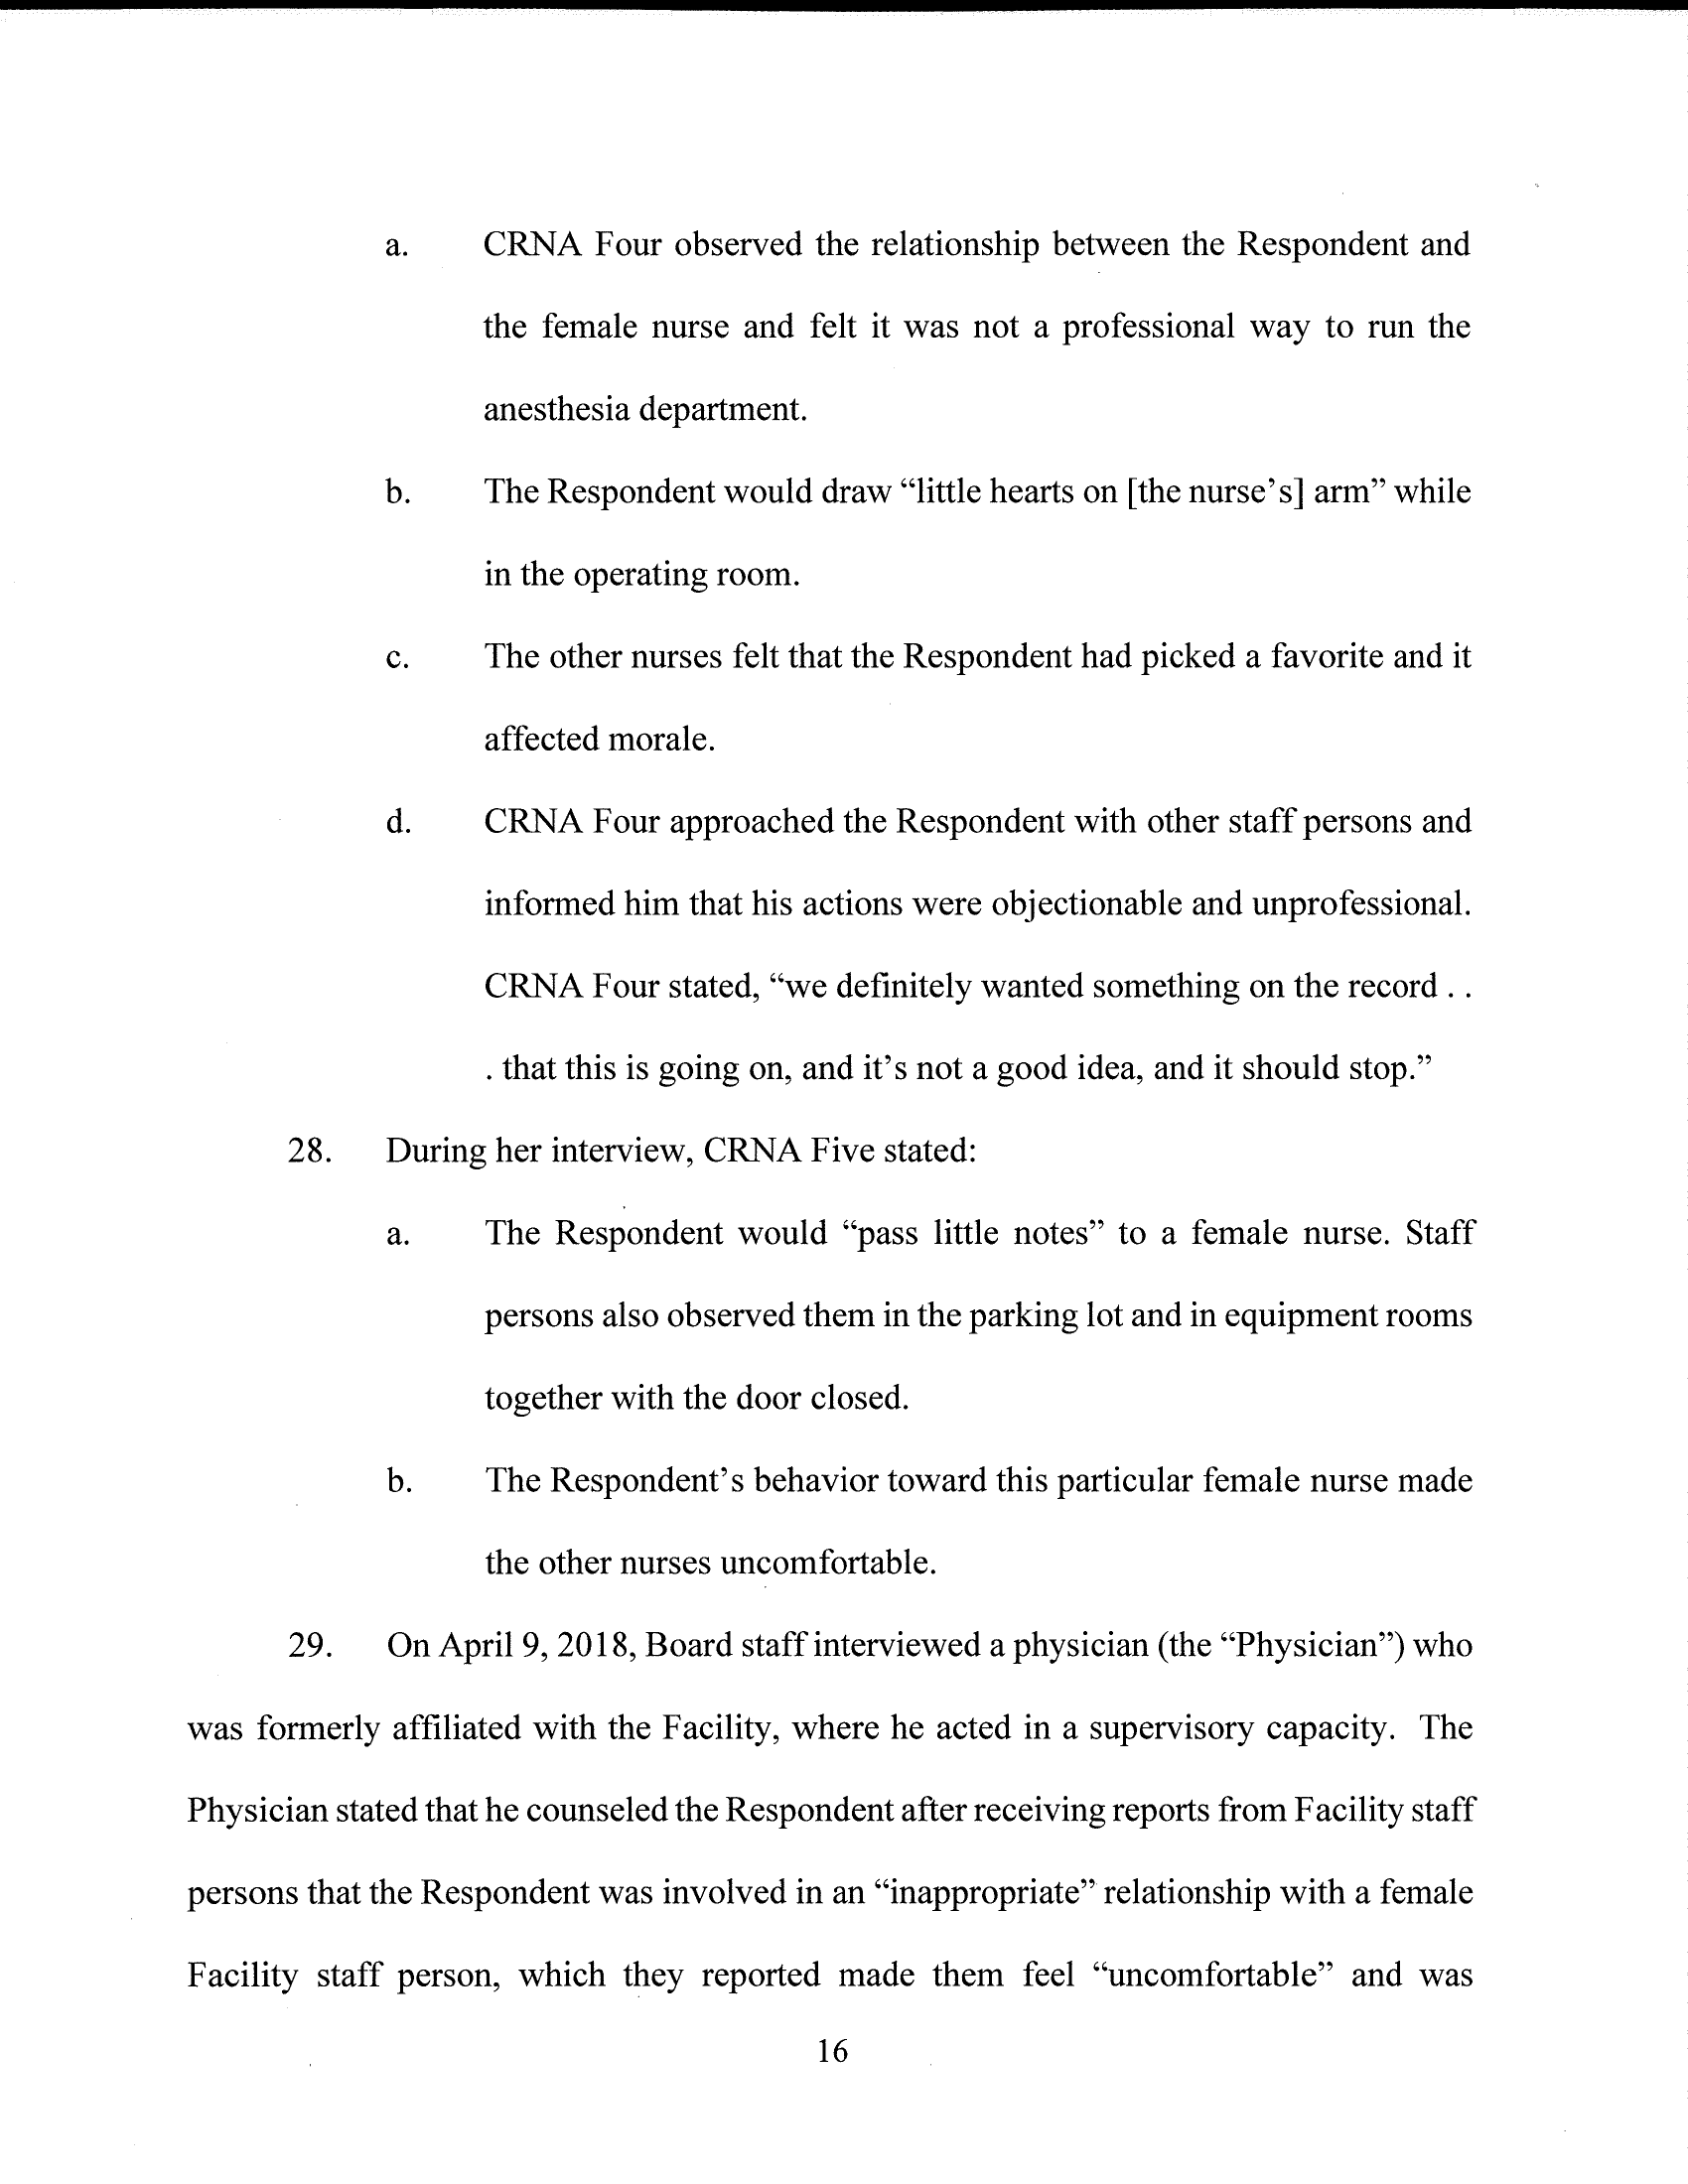 a. CRNA Four observed the relationship between the Respondent and
the female nurse and felt it was not a professional way to run the
anesthesia department.
b. The Respondent would draw “little hearts on [the nurse’s] arm” while
in the operating room.
c. The other nurses felt that the Respondent had picked a favorite and it
affected morale.
d. CRNA Four approached the Respondent with other staff persons and
informed him that his actions were objectionable and unprofessional.
CRNA Four stated, “we definitely wanted something on the record . .
. that this is going on, and it’s not a good idea, and it should stop.”
28. During her interview, CRNA Five stated:
a. The Respondent would “pass little notes” to a female nurse. Staff
persons also observed them in the parking lot and in equipment rooms
together with the door closed.
b. The Respondent’s behavior toward this particular female nurse made
the other nurses uncomfortable.
29. On April 9, 2018, Board staff interviewed a physician (the “Physician”) who
was formerly affiliated with the Facility, where he acted in a supervisory capacity. The
Physician stated that he counseled the Respondent after receiving reports from Facility staff
persons that the Respondent was involved in an “inappropriate” relationship with a female
Facility staff person, which they reported made them feel “uncomfortable” and was
16